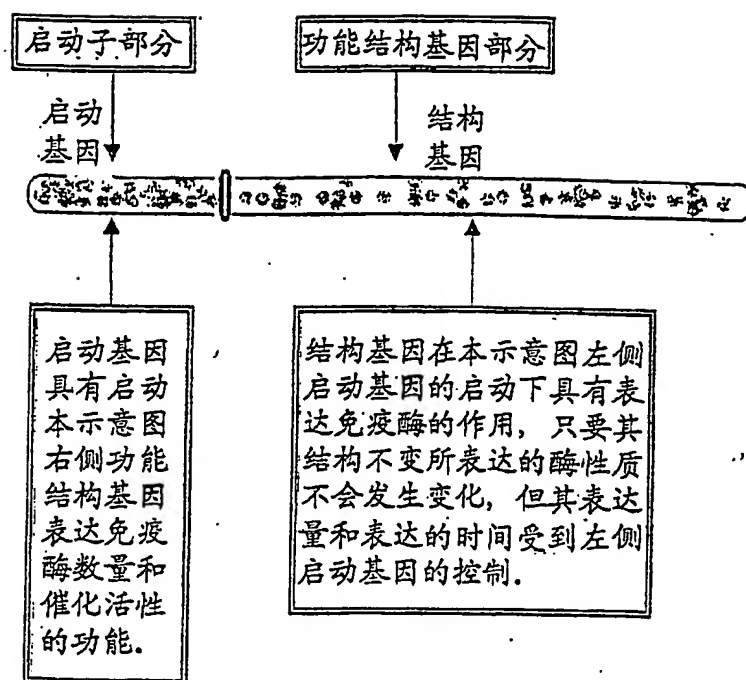 启动子部分
功能结构基因部分
启动
基因
结构
基因
启动基因
具有启动
本示意图
右侧功能
结构基因
表达免疫
酶数量和
催化活性
的功能.
结构基因在本示意图左侧
启动基因的启动下具有表
达免疫酶的作用, 只要其
结构不变所表达的酶性质
不会发生变化, 但其表达
量和表达的时间受到左侧
启动基因的控制.